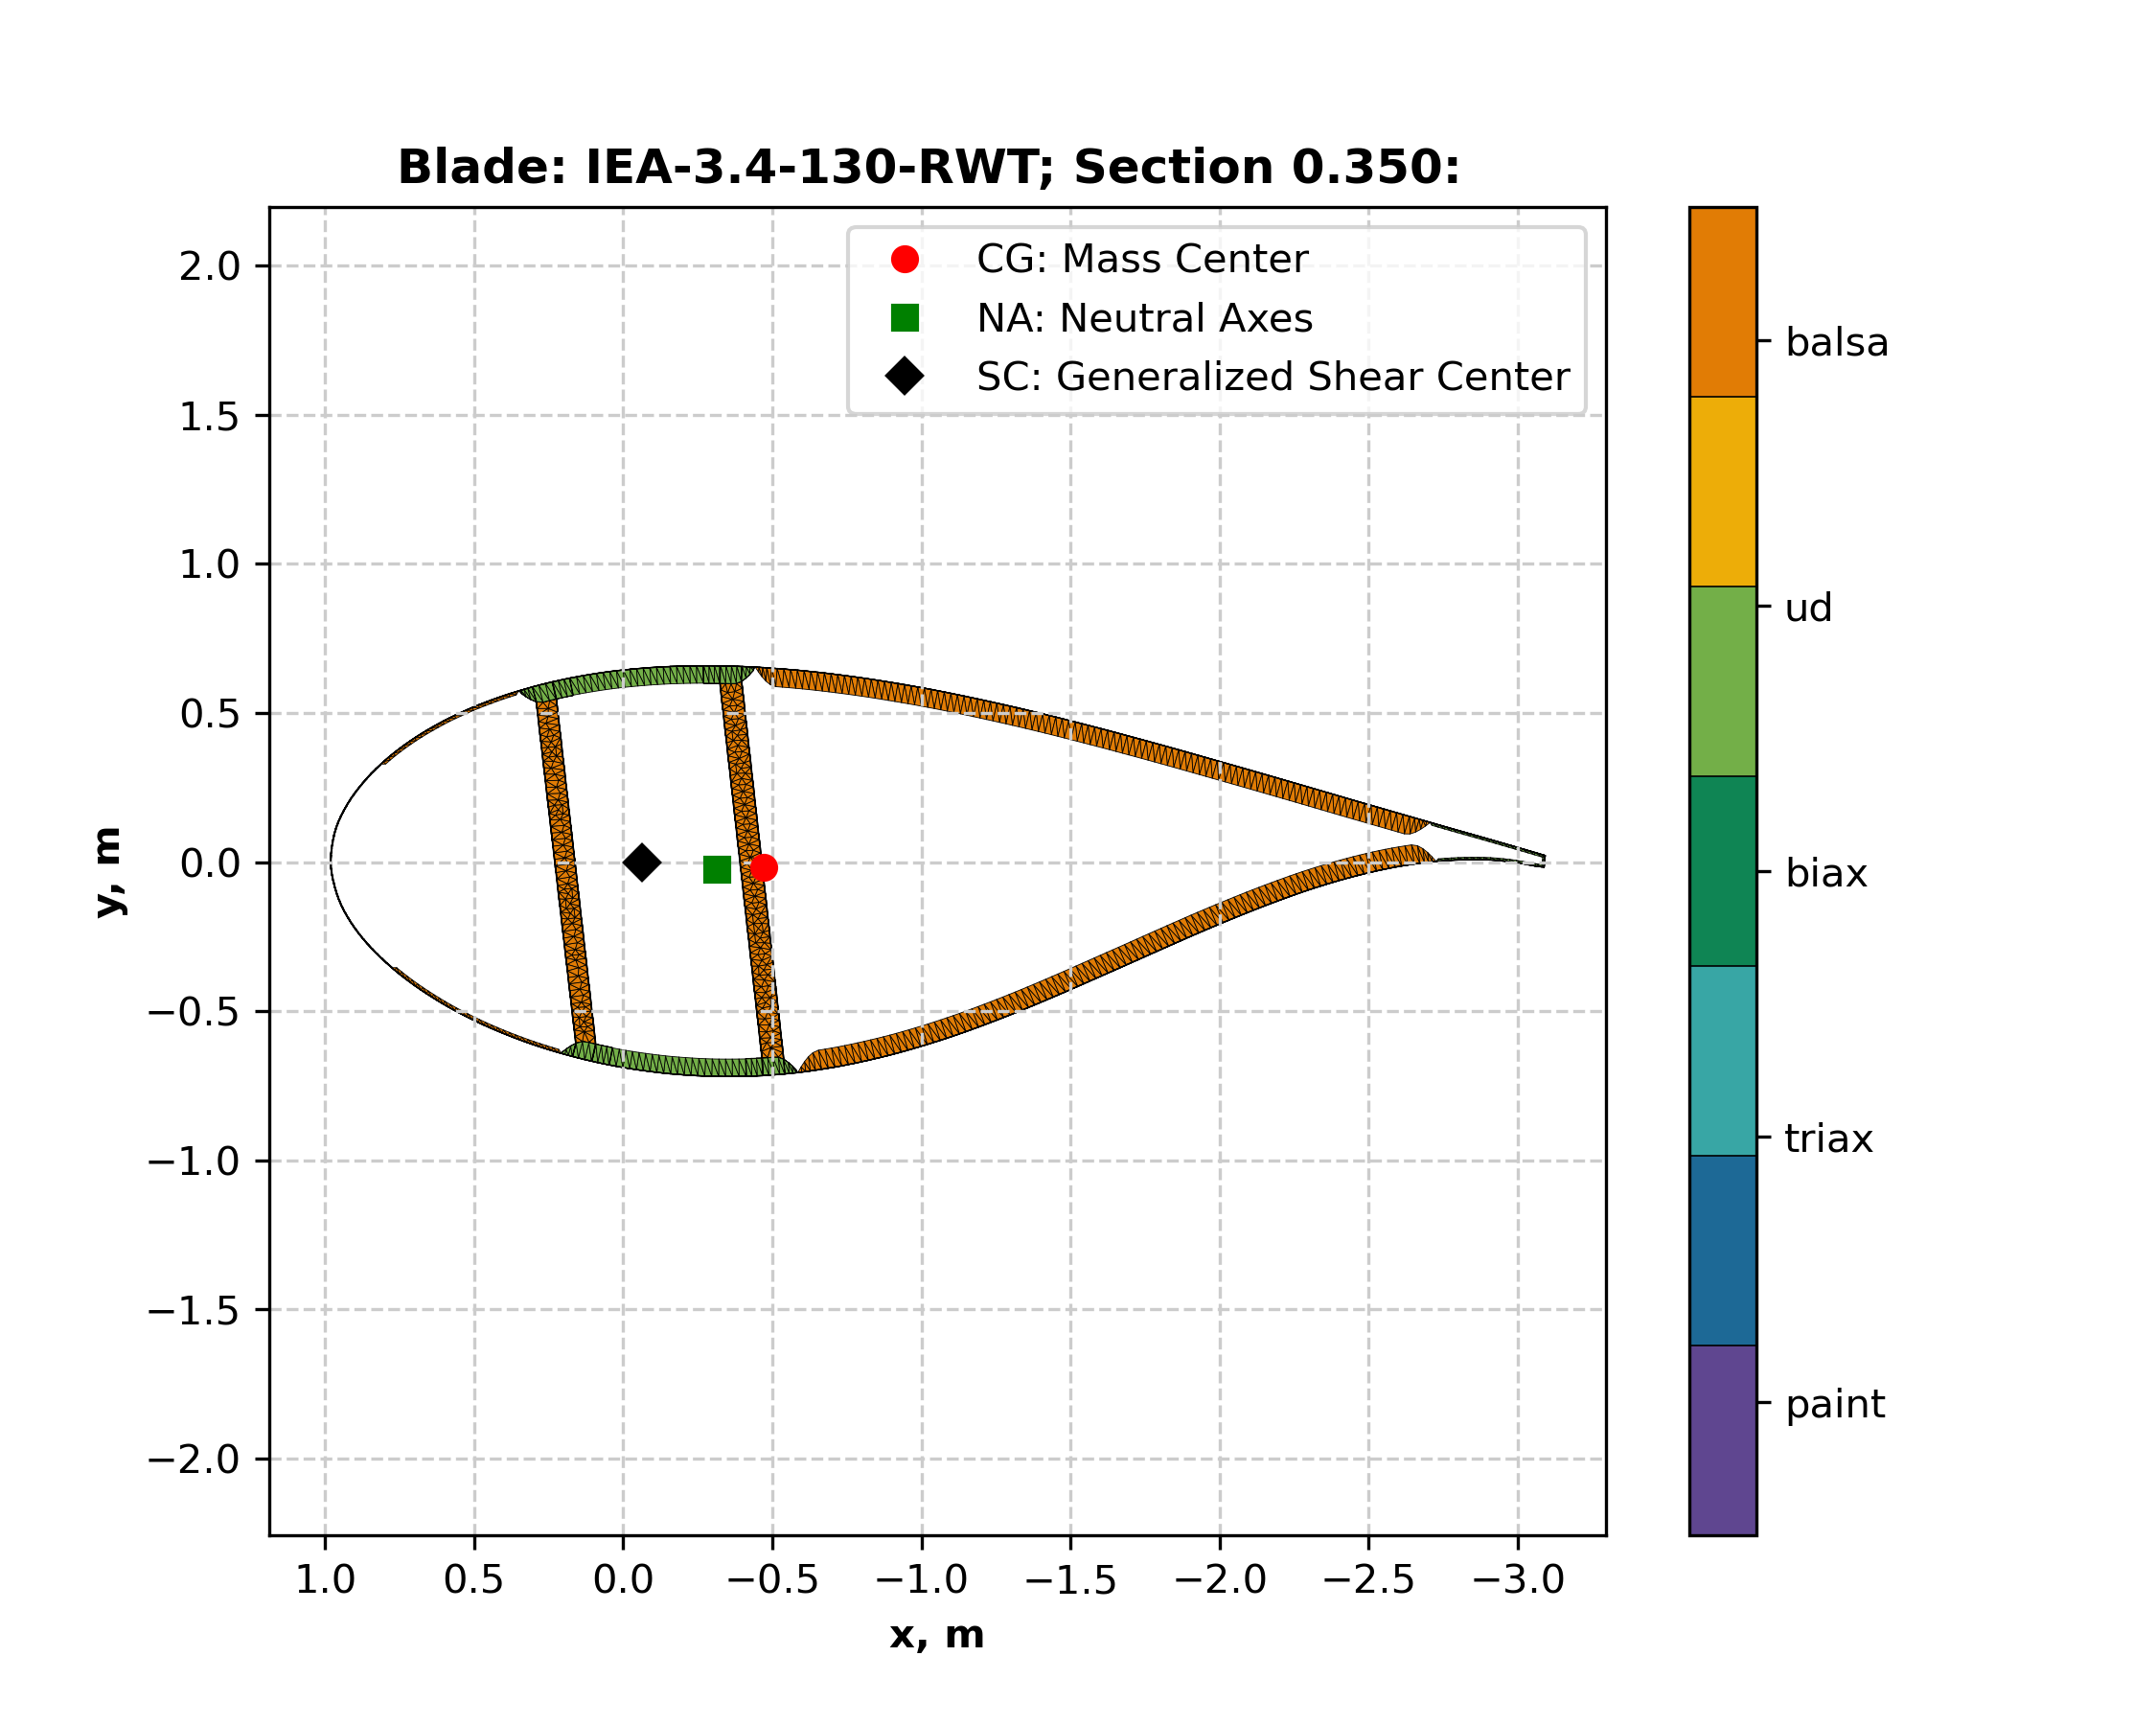 Blade: IEA-3.4-130-RWT; Section 0.350:
CG: Mass Center
NA: Neutral Axes
SC: Generalized Shear Center
2.0
1.5
1.0
0.5
0.0
−0.5
−1.0
−1.5
−2.0
y, m
1.0 0.5 0.0 −0.5 −1.0 −1.5 −2.0 −2.5 −3.0
x, m
balsa
ud
biax
triax
paint